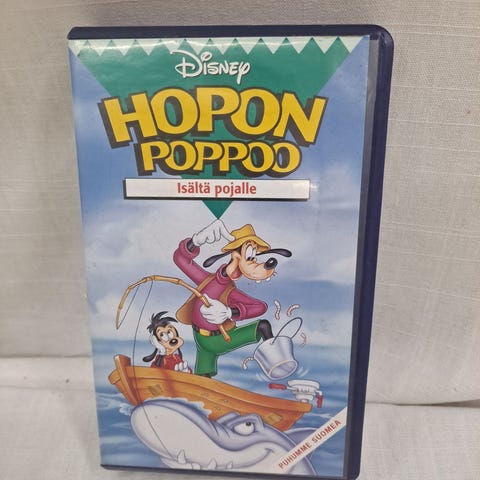 Disney
HOPON
POPPOO
Isältä pojalle
PUHUMME SUOMEA